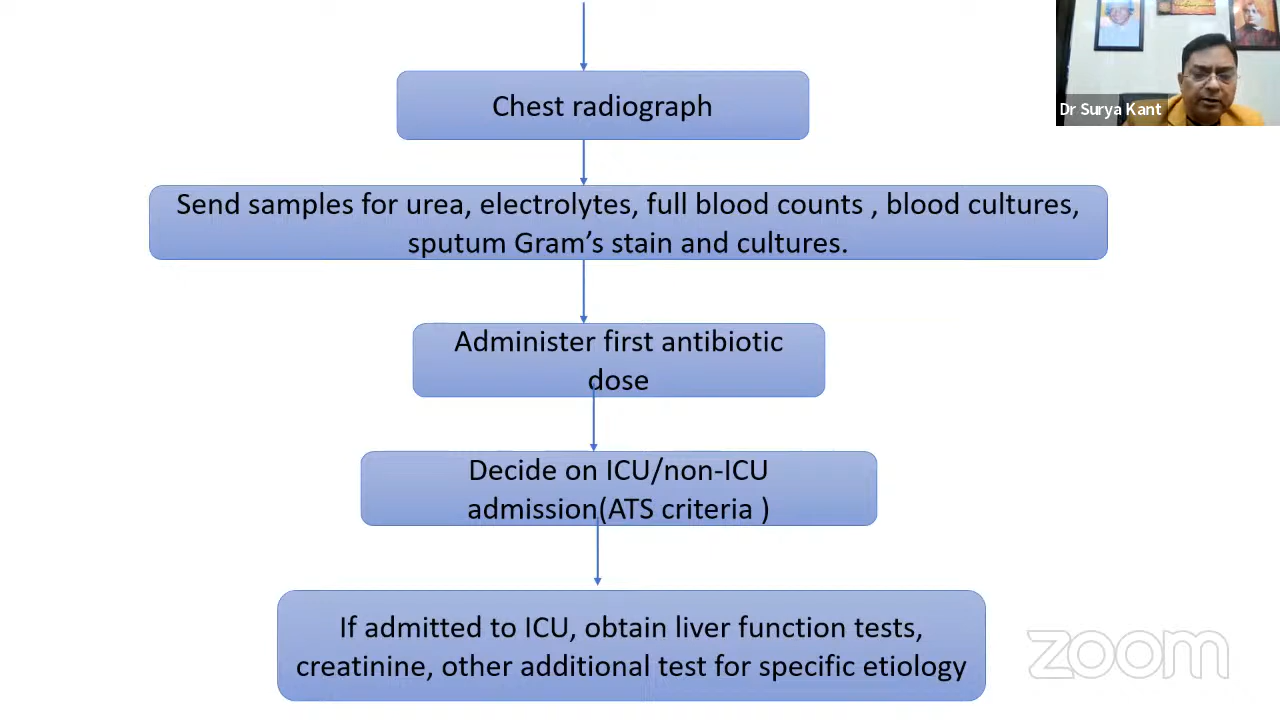 Chest radiograph
Dr Surya Kant
Send samples for urea, electrolytes, full blood counts , blood cultures,
sputum Gram’s stain and cultures.
Administer first antibiotic
dose
Decide on ICU/non-ICU
admission(ATS criteria )
If admitted to ICU, obtain liver function tests,
creatinine, other additional test for specific etiology
zoom